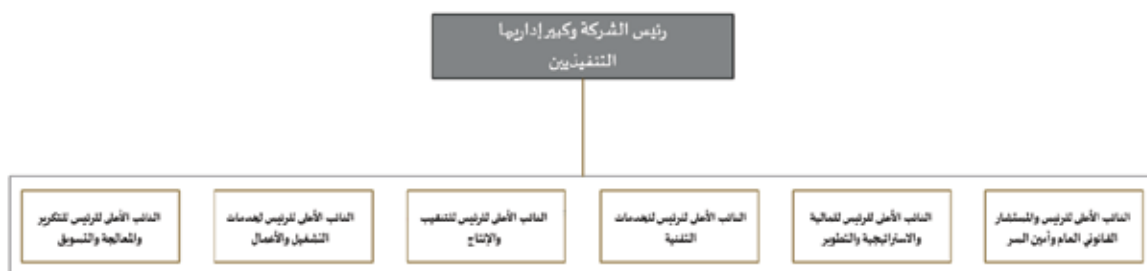 رئيس الشركة وكبير إداريها
التنفيذيين
النائب الأعلى للرئيس والمستشار
القانوني العام وأمين السر
النائب الأعلى للرئيس للمالية
والاستراتيجية والتطوير
النائب الأعلى للرئيس للخدمات
التقنية
النائب الأعلى للرئيس للتنقيب
والإنتاج
النائب الأعلى للرئيس لخدمات
التشغيل والأعمال
النائب الأعلى للرئيس للتكرير
والمعالجة والتسويق